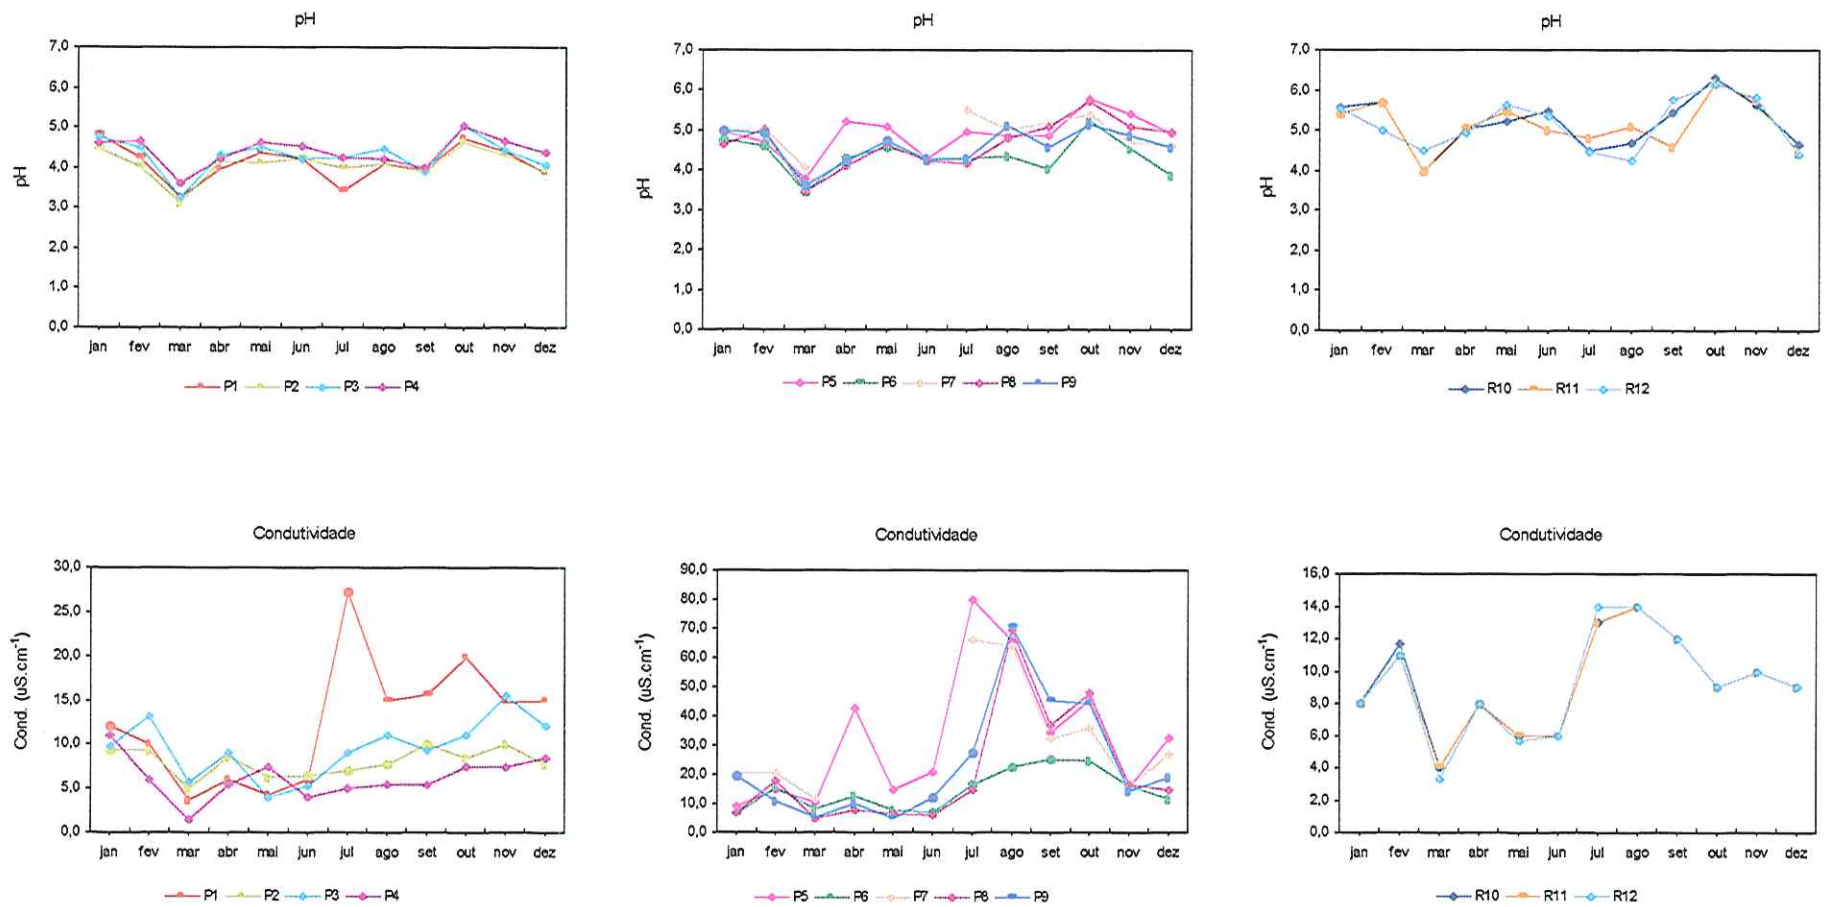 pH
7,0
6,0
5,0
4,0
3,0
2,0
1,0
0,0
pH
jan fev mar abr mai jun jul ago set out nov dez
P1 P2 P3 P4
pH
7,0
6,0
5,0
4,0
3,0
2,0
1,0
0,0
pH
jan fev mar abr mai jun jul ago set out nov dez
P5 P6 P7 P8 P9
pH
7,0
6,0
5,0
4,0
3,0
2,0
1,0
0,0
pH
jan fev mar abr mai jun jul ago set out nov dez
R10 R11 R12
Condutividade
30,0
25,0
20,0
15,0
10,0
5,0
0,0
Cond. (uS.cm⁻¹)
jan fev mar abr mai jun jul ago set out nov dez
P1 P2 P3 P4
Condutividade
90,0
80,0
70,0
60,0
50,0
40,0
30,0
20,0
10,0
0,0
Cond. (uS.cm⁻¹)
jan fev mar abr mai jun jul ago set out nov dez
P5 P6 P7 P8 P9
Condutividade
16,0
14,0
12,0
10,0
8,0
6,0
4,0
2,0
0,0
Cond. (uS.cm⁻¹)
jan fev mar abr mai jun jul ago set out nov dez
R10 R11 R12